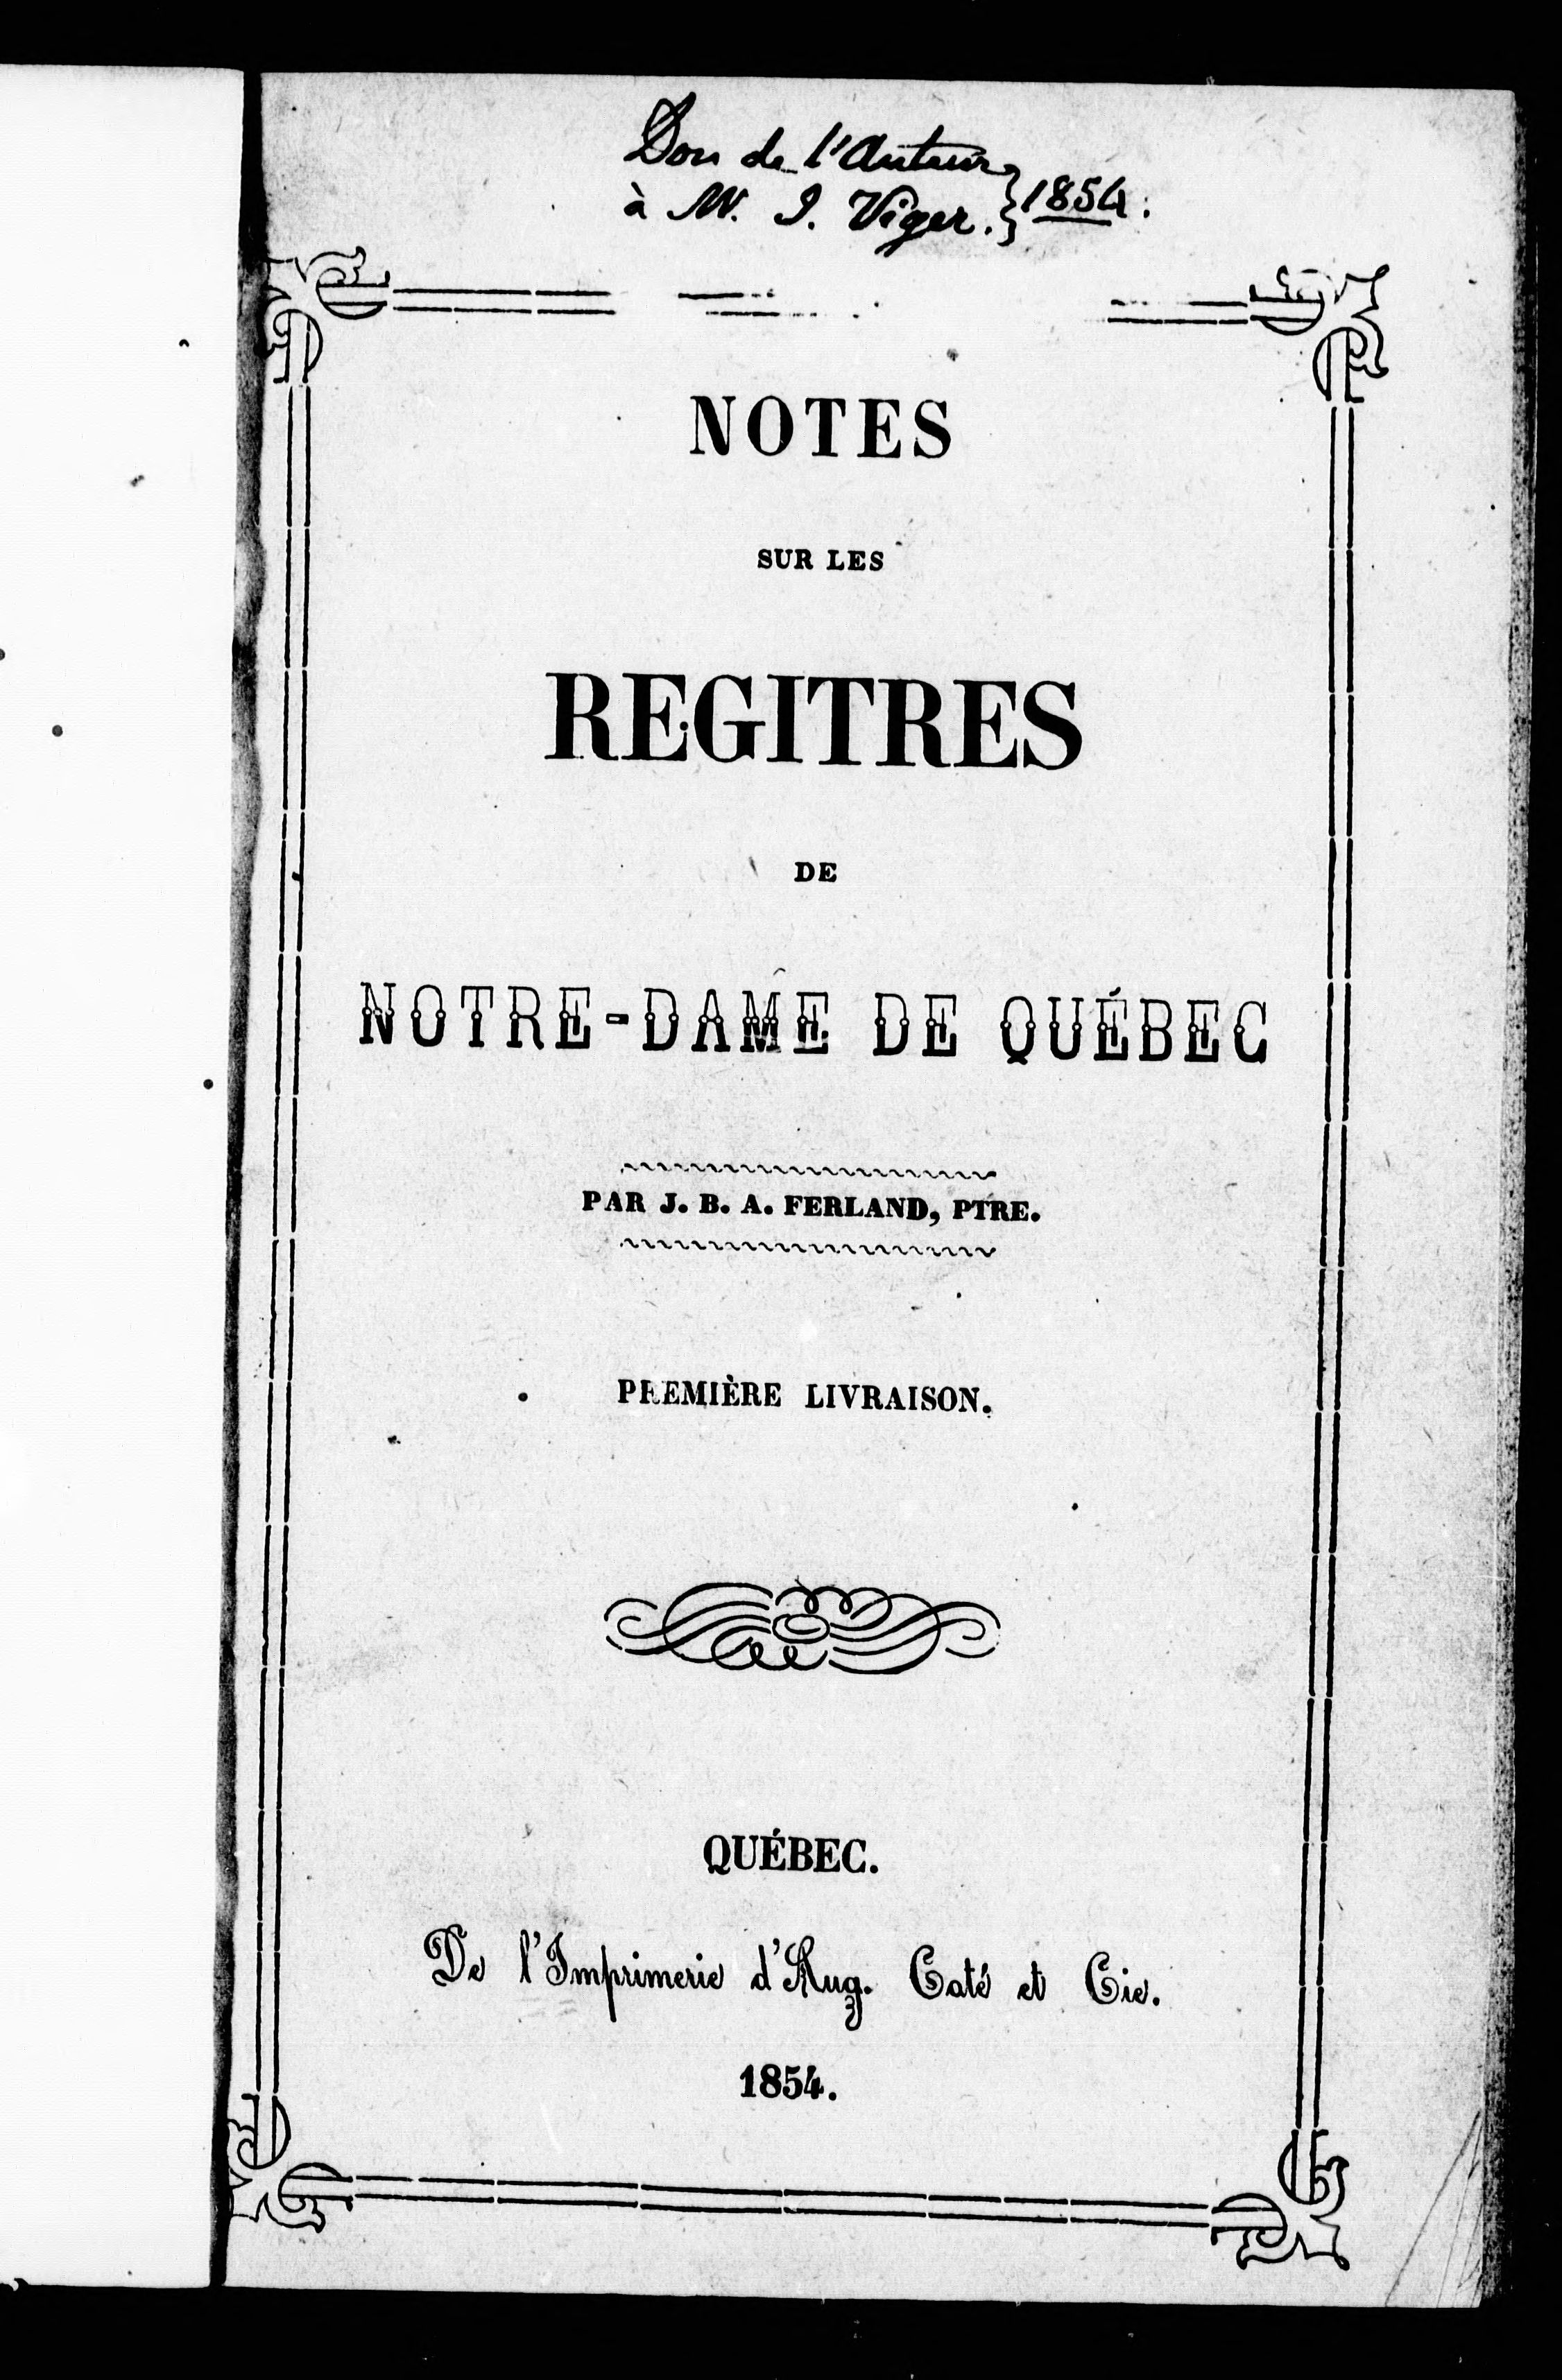 Don de l'Auteur
à M. J. Viger. } 1854.
NOTES
SUR LES
REGITRES
DE
NOTRE-DAME DE QUÉBEC
PAR J. B. A. FERLAND, PTRE.
PREMIÈRE LIVRAISON.
QUÉBEC.
De l'Imprimerie d'Aug. Coté et Cie.
1854.